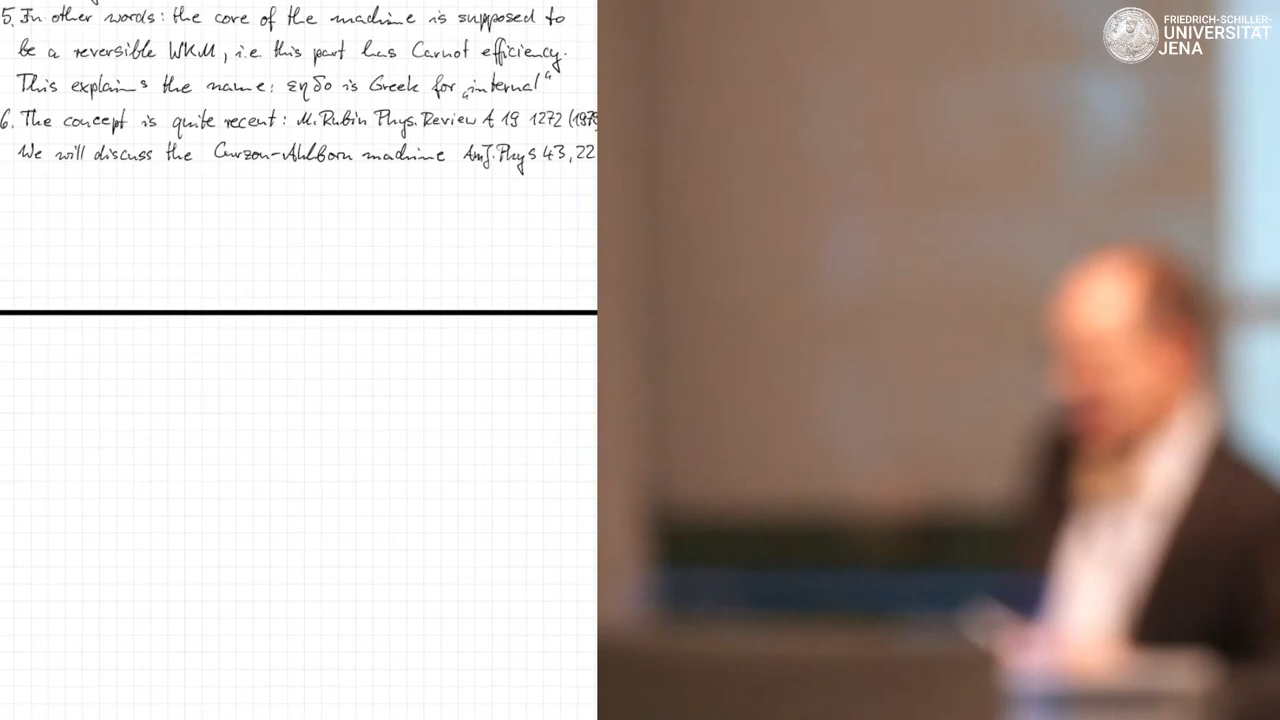 5. In other words: the core of the machine is supposed to
be a reversible WKM, i.e. this part has Carnot efficiency.
This explains the name: εηδο is Greek for „internal“
6. The concept is quite recent: M. Rubin Phys. Review A 19 1272 (1979
We will discuss the Curzon-Ahlborn machine Am J. Phys 43, 22
FRIEDRICH-SCHILLER-
UNIVERSITÄT
JENA